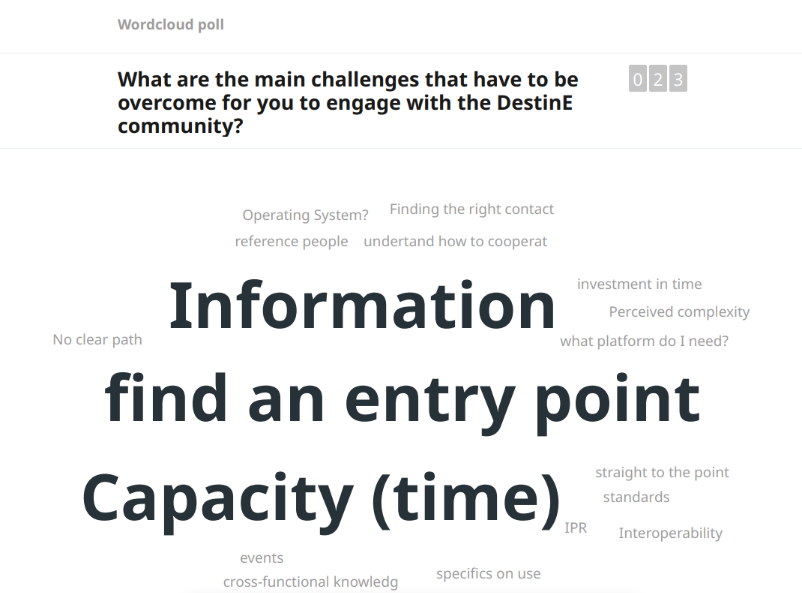 Wordcloud poll
What are the main challenges that have to be
overcome for you to engage with the DestinE
community?
0 2 3
Operating System?
Finding the right contact
reference people
undertand how to cooperat
Information
investment in time
Perceived complexity
No clear path
what platform do I need?
find an entry point
Capacity (time)
straight to the point
standards
IPR
Interoperability
events
specifics on use
cross-functional knowledg